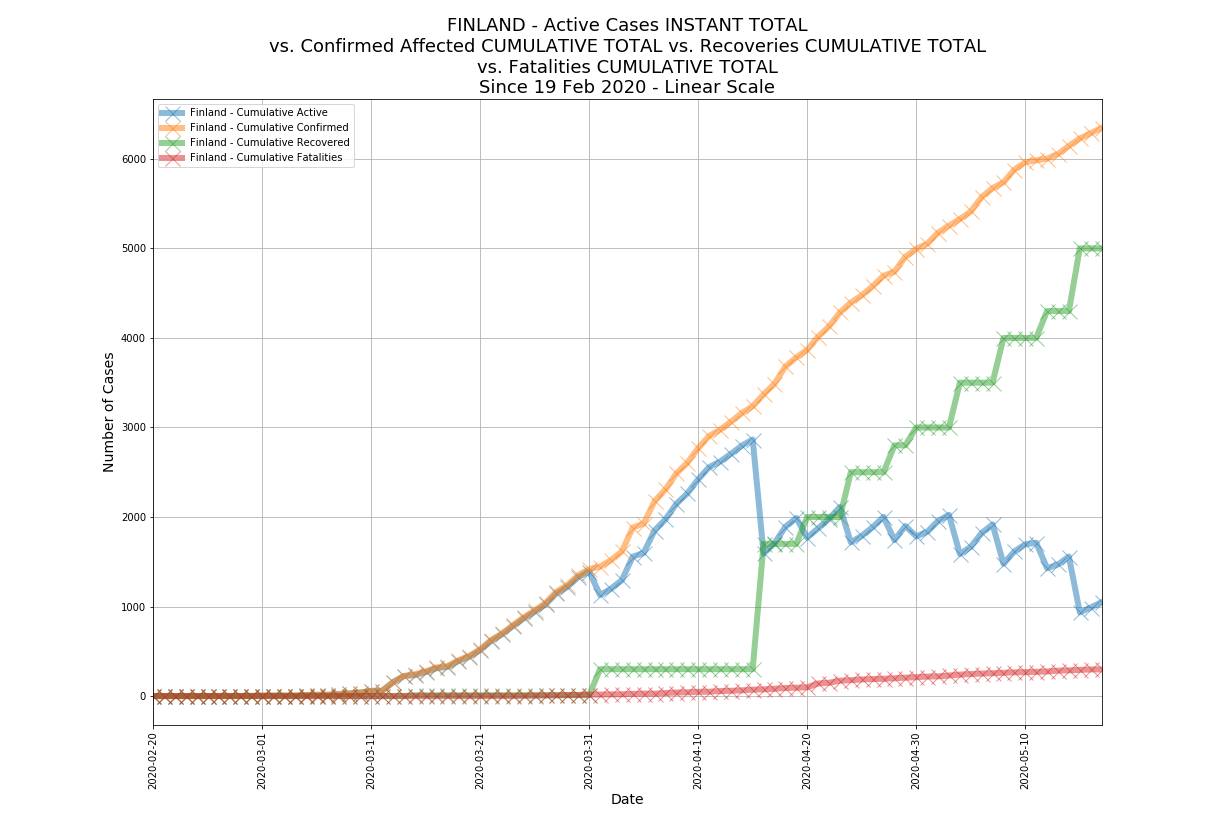 FINLAND - Active Cases INSTANT TOTAL
vs. Confirmed Affected CUMULATIVE TOTAL vs. Recoveries CUMULATIVE TOTAL
vs. Fatalities CUMULATIVE TOTAL
Since 19 Feb 2020 - Linear Scale
Finland - Cumulative Active
Finland - Cumulative Confirmed
Finland - Cumulative Recovered
Finland - Cumulative Fatalities
Number of Cases
6000
5000
4000
3000
2000
1000
0
2020-02-20
2020-03-01
2020-03-11
2020-03-21
2020-03-31
2020-04-10
2020-04-20
2020-04-30
2020-05-10
Date